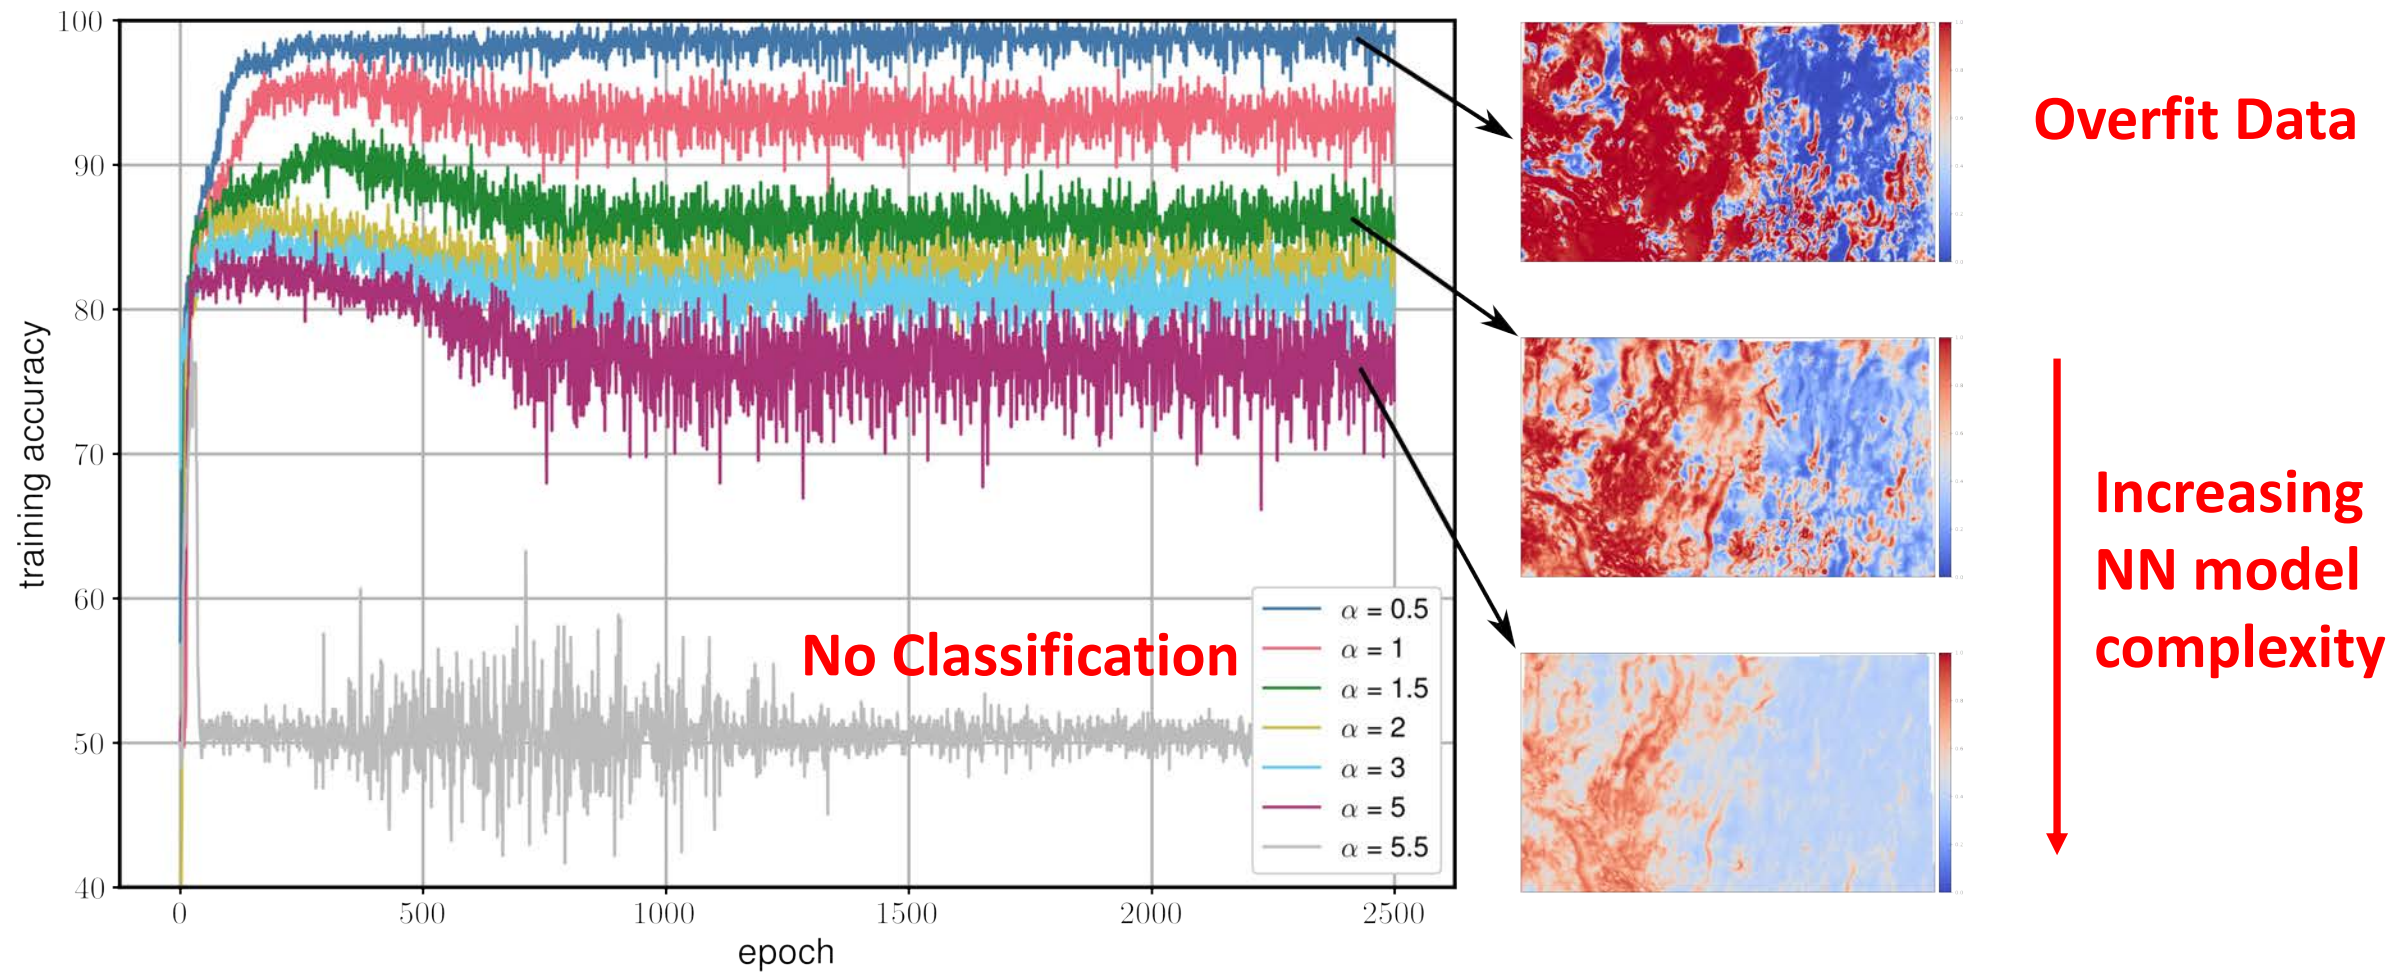 100
90
80
70
60
50
40
training accuracy
0
500
1000
1500
2000
2500
epoch
No Classification
α = 0.5
α = 1
α = 1.5
α = 2
α = 3
α = 5
α = 5.5
Overfit Data
Increasing
NN model
complexity